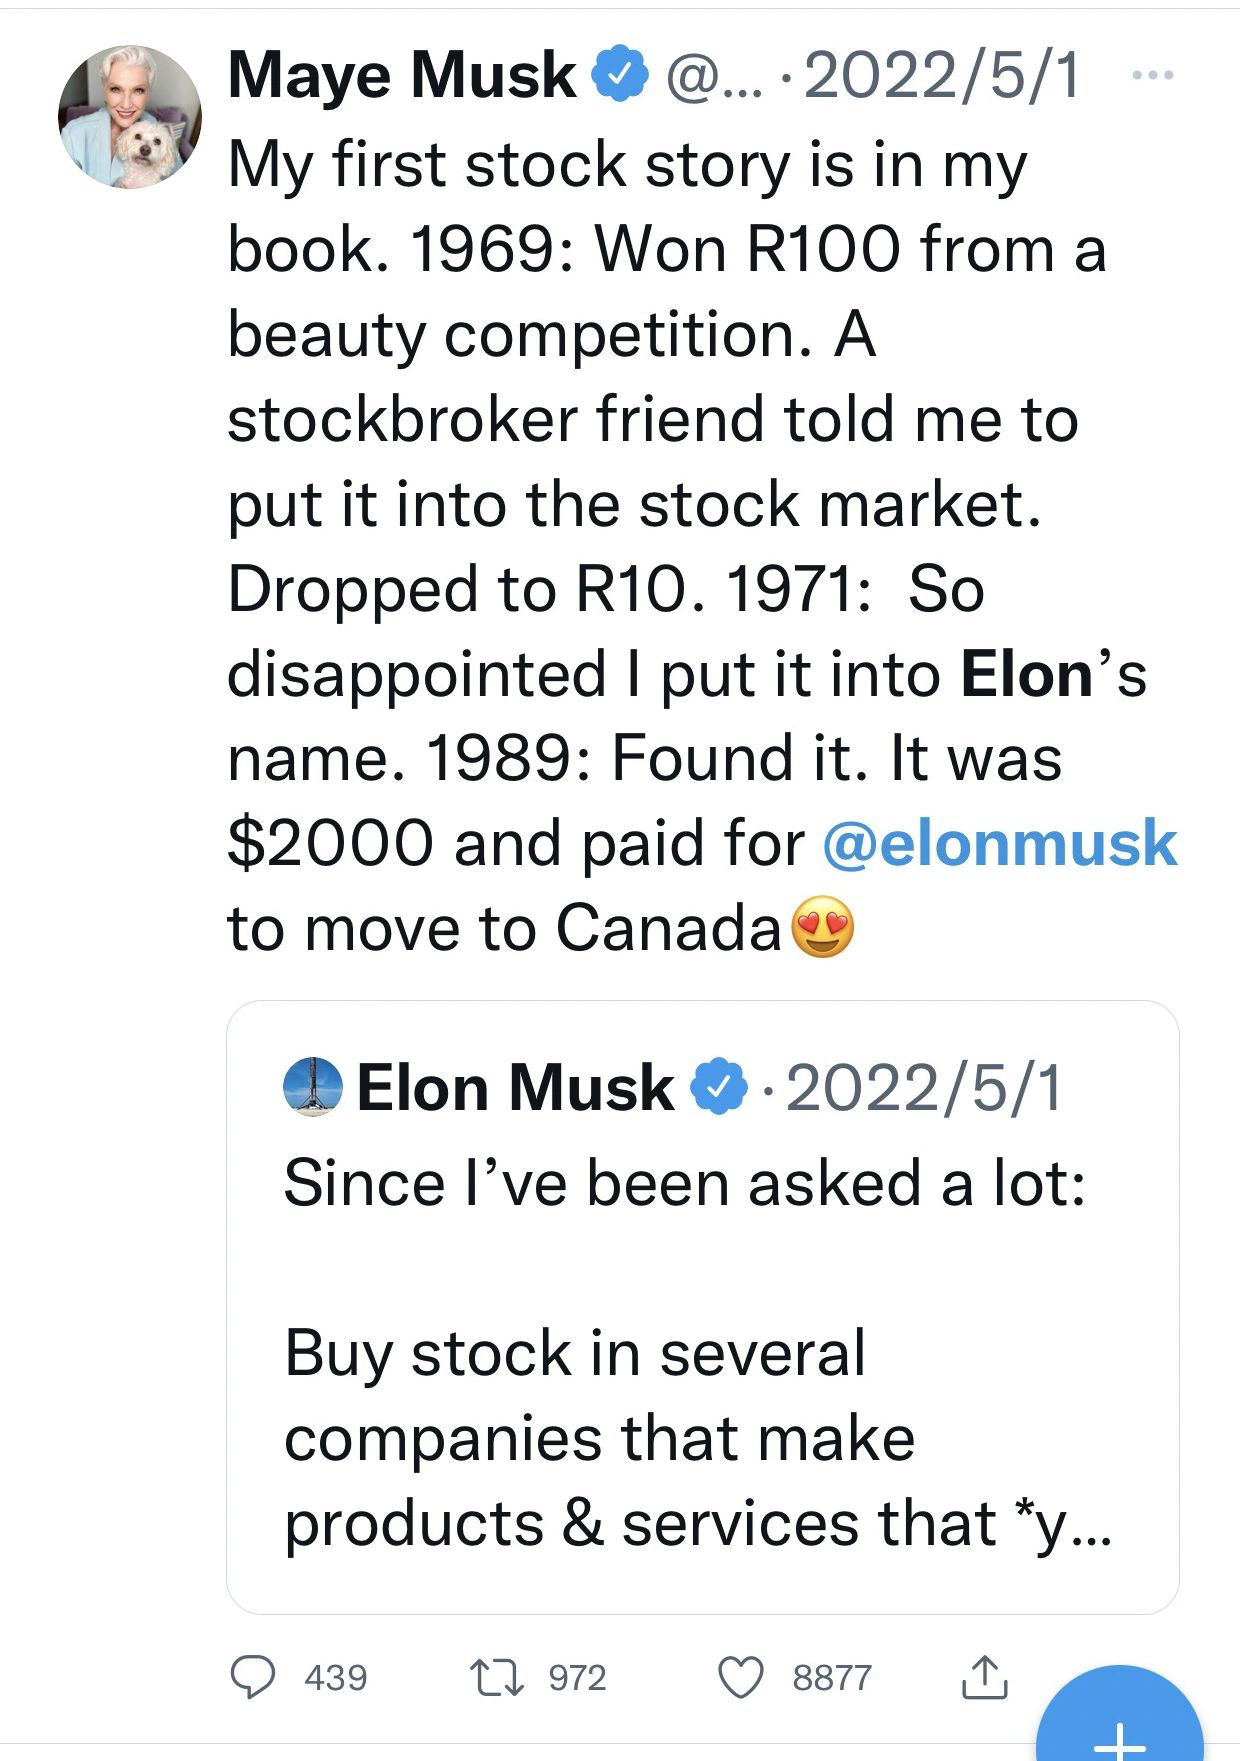 Maye Musk @... · 2022/5/1
My first stock story is in my
book. 1969: Won R100 from a
beauty competition. A
stockbroker friend told me to
put it into the stock market.
Dropped to R10. 1971:  So
disappointed I put it into Elon’s
name. 1989: Found it. It was
$2000 and paid for @elonmusk
to move to Canada😍
Elon Musk · 2022/5/1
Since I’ve been asked a lot:
Buy stock in several
companies that make
products & services that *y...
439 972 8877